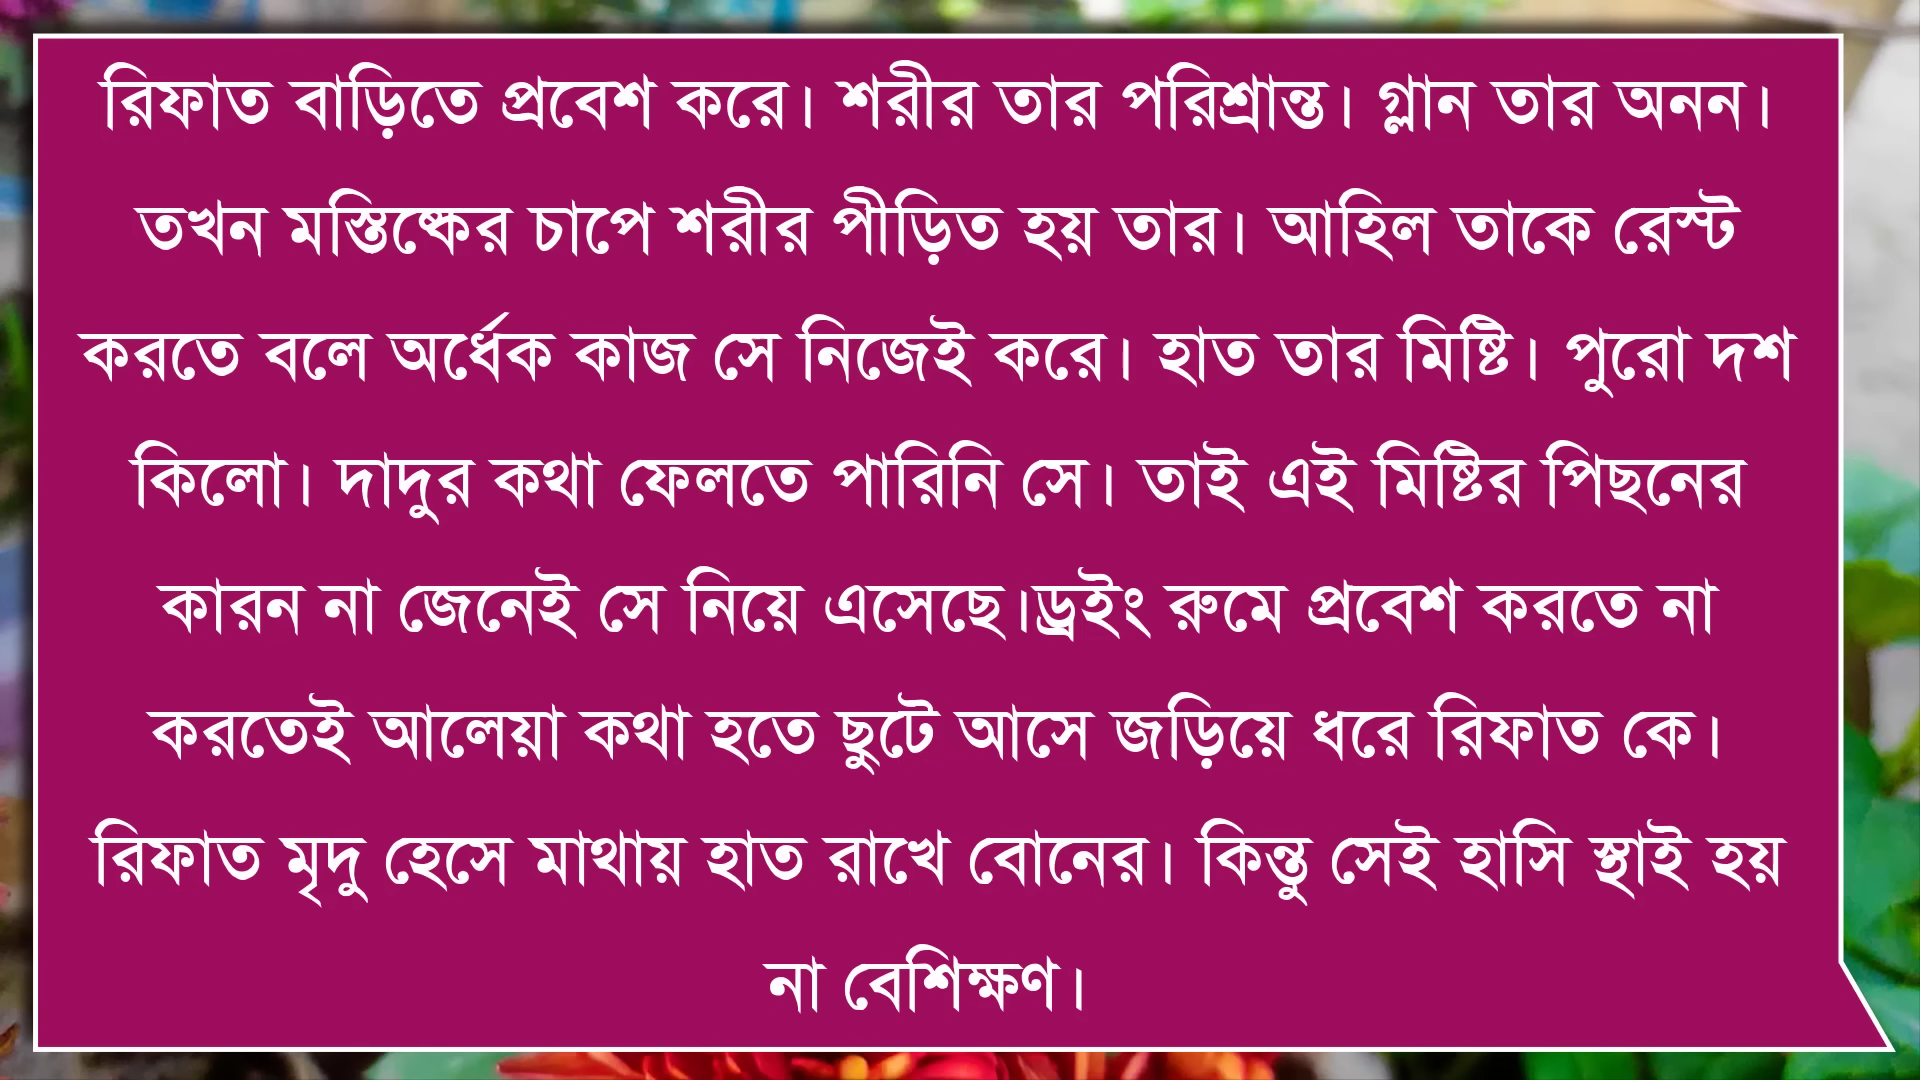 রিফাত বাড়িতে প্রবেশ করে। শরীর তার পরিশ্রান্ত। গ্লান তার অনন।
তখন মস্তিষ্কের চাপে শরীর পীড়িত হয় তার। আহিল তাকে রেস্ট
করতে বলে অর্ধেক কাজ সে নিজেই করে। হাত তার মিষ্টি। পুরো দশ
কিলো। দাদুর কথা ফেলতে পারিনি সে। তাই এই মিষ্টির পিছনের
কারন না জেনেই সে নিয়ে এসেছে।ড্রইং রুমে প্রবেশ করতে না
করতেই আলেয়া কথা হতে ছুটে আসে জড়িয়ে ধরে রিফাত কে।
রিফাত মৃদু হেসে মাথায় হাত রাখে বোনের। কিন্তু সেই হাসি স্থাই হয়
না বেশিক্ষণ।